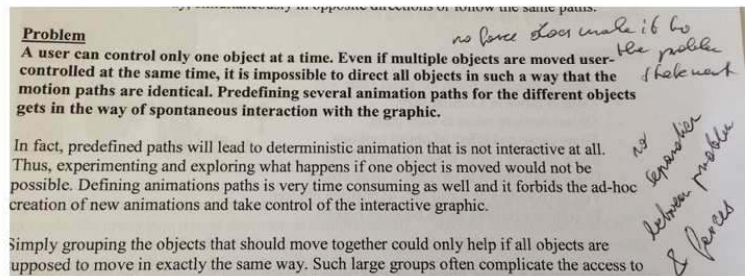 in opposite directions or follow the same paths.
Problem
no force does make it to
the problem
statement
A user can control only one object at a time. Even if multiple objects are moved user-
controlled at the same time, it is impossible to direct all objects in such a way that the
motion paths are identical. Predefining several animation paths for the different objects
gets in the way of spontaneous interaction with the graphic.
In fact, predefined paths will lead to deterministic animation that is not interactive at all.
Thus, experimenting and exploring what happens if one object is moved would not be
possible. Defining animations paths is very time consuming as well and it forbids the ad-hoc
creation of new animations and take control of the interactive graphic.
no
separation
between problem
& forces
Simply grouping the objects that should move together could only help if all objects are
upposed to move in exactly the same way. Such large groups often complicate the access to